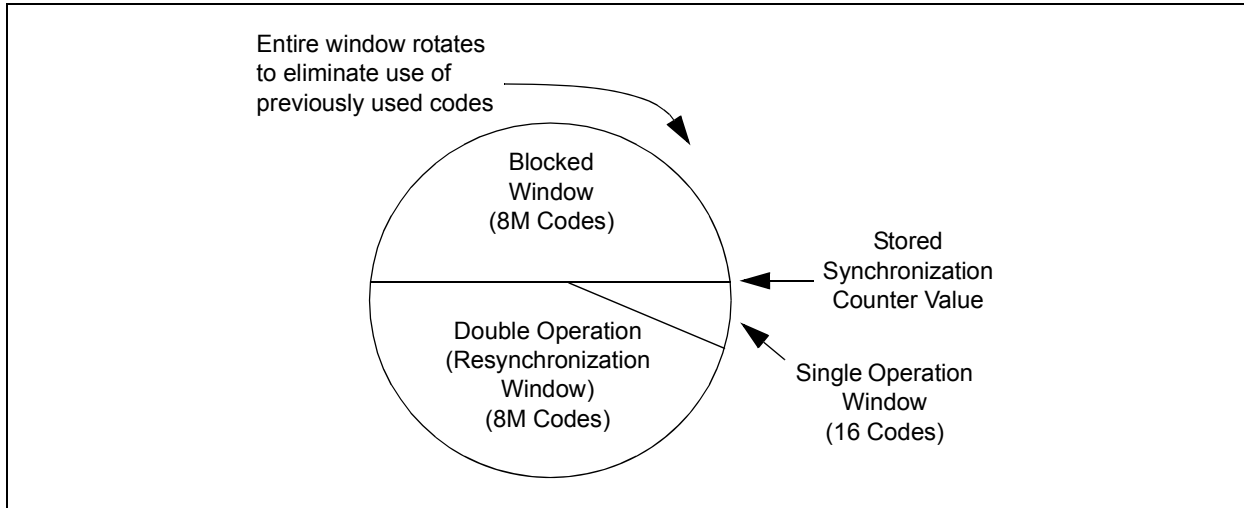 Entire window rotates
to eliminate use of
previously used codes
Blocked
Window
(8M Codes)
Stored
Synchronization
Counter Value
Double Operation
(Resynchronization
Window)
(8M Codes)
Single Operation
Window
(16 Codes)